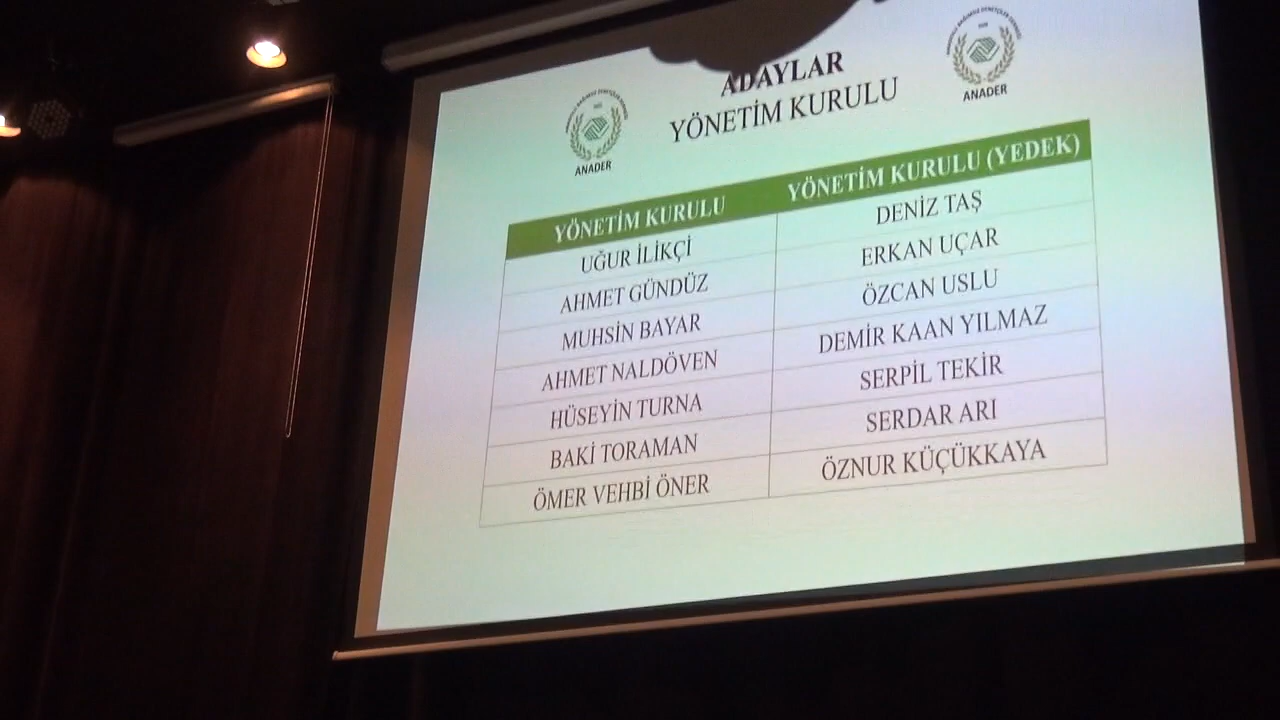 ADAYLAR
YÖNETİM KURULU
ANADER
ANADER
YÖNETİM KURULU YÖNETİM KURULU (YEDEK)
UĞUR İLİKÇİ DENİZ TAŞ
AHMET GÜNDÜZ ERKAN UÇAR
MUHSİN BAYAR ÖZCAN USLU
AHMET NALDÖVEN DEMİR KAAN YILMAZ
HÜSEYİN TURNA SERPİL TEKİR
BAKİ TORAMAN SERDAR ARI
ÖMER VEHBİ ÖNER ÖZNUR KÜÇÜKKAYA